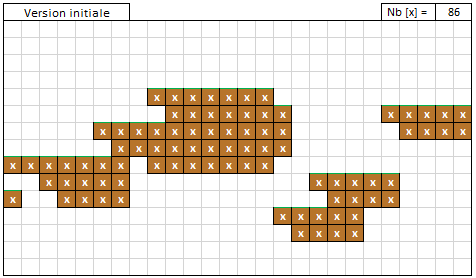 Version initiale Nb [x] = 86
x x x x x x x
x x x x x x x x x x x x
x x x x x x x x x x x x x x x
x x x x x x x x x x
x x x x x x x x x x x x x x
x x x x x x x x x x
x x x x x x x x x
x x x x x
x x x x